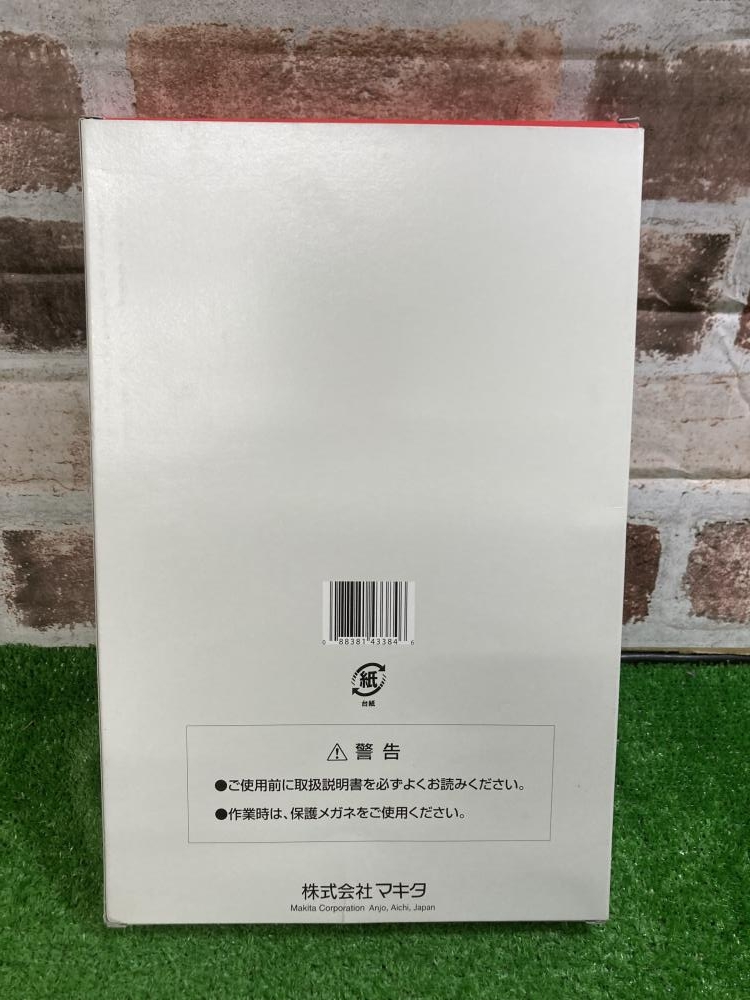 0 88381 43384 6
紙
台紙
⚠ 警告
●ご使用前に取扱説明書を必ずよくお読みください。
●作業時は、保護メガネをご使用ください。
株式会社マキタ
Makita Corporation Anjo, Aichi, Japan